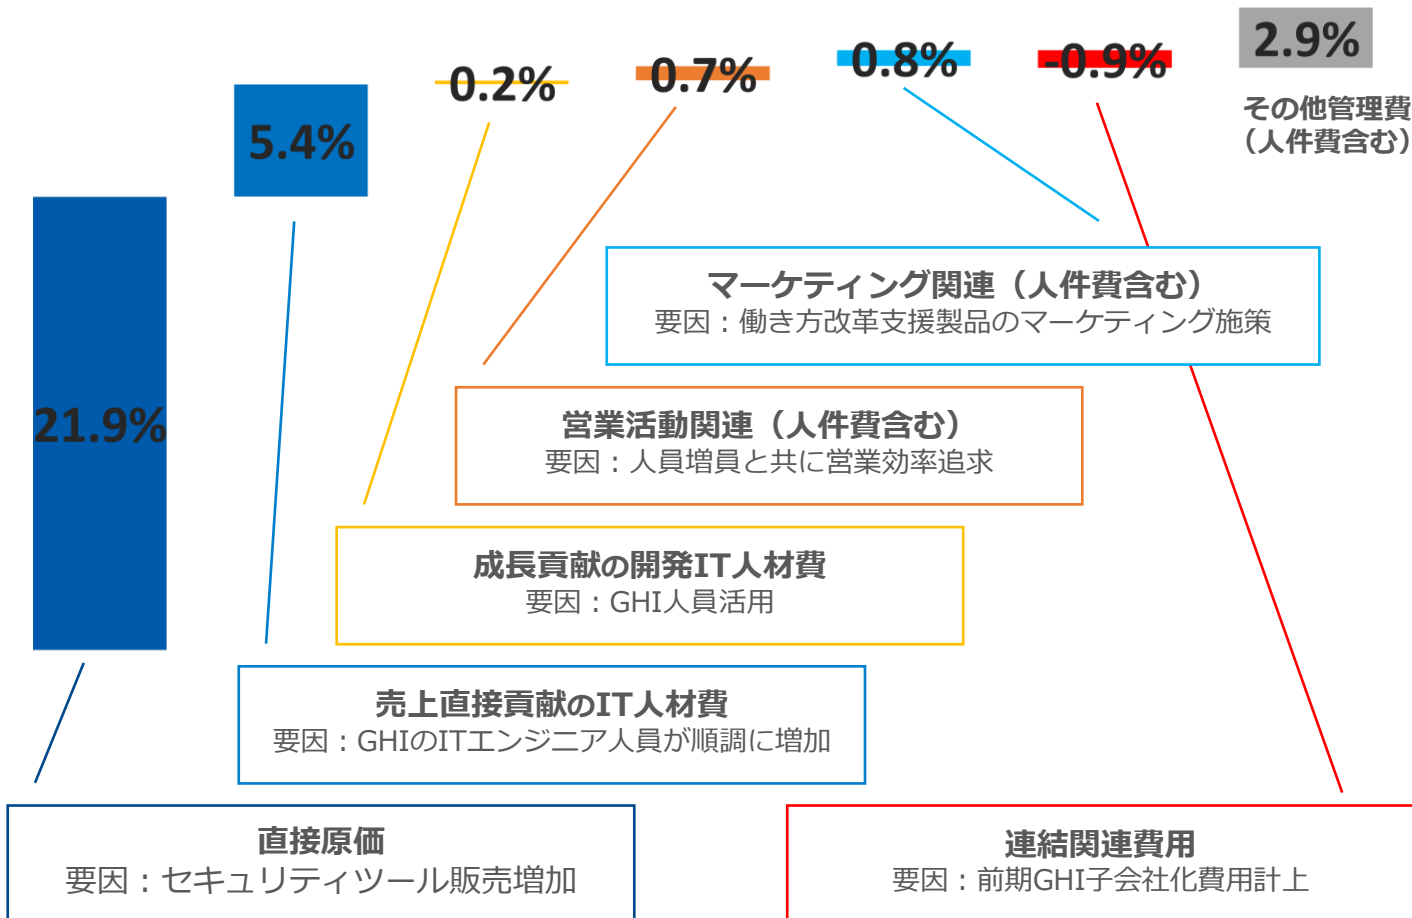 0.2%
0.7%
0.8%
-0.9%
2.9%
その他管理費
（人件費含む）
5.4%
21.9%
マーケティング関連（人件費含む）
要因：働き方改革支援製品のマーケティング施策
営業活動関連（人件費含む）
要因：人員増員と共に営業効率追求
成長貢献の開発IT人材費
要因：GHI人員活用
売上直接貢献のIT人材費
要因：GHIのITエンジニア人員が順調に増加
直接原価
要因：セキュリティツール販売増加
連結関連費用
要因：前期GHI子会社化費用計上